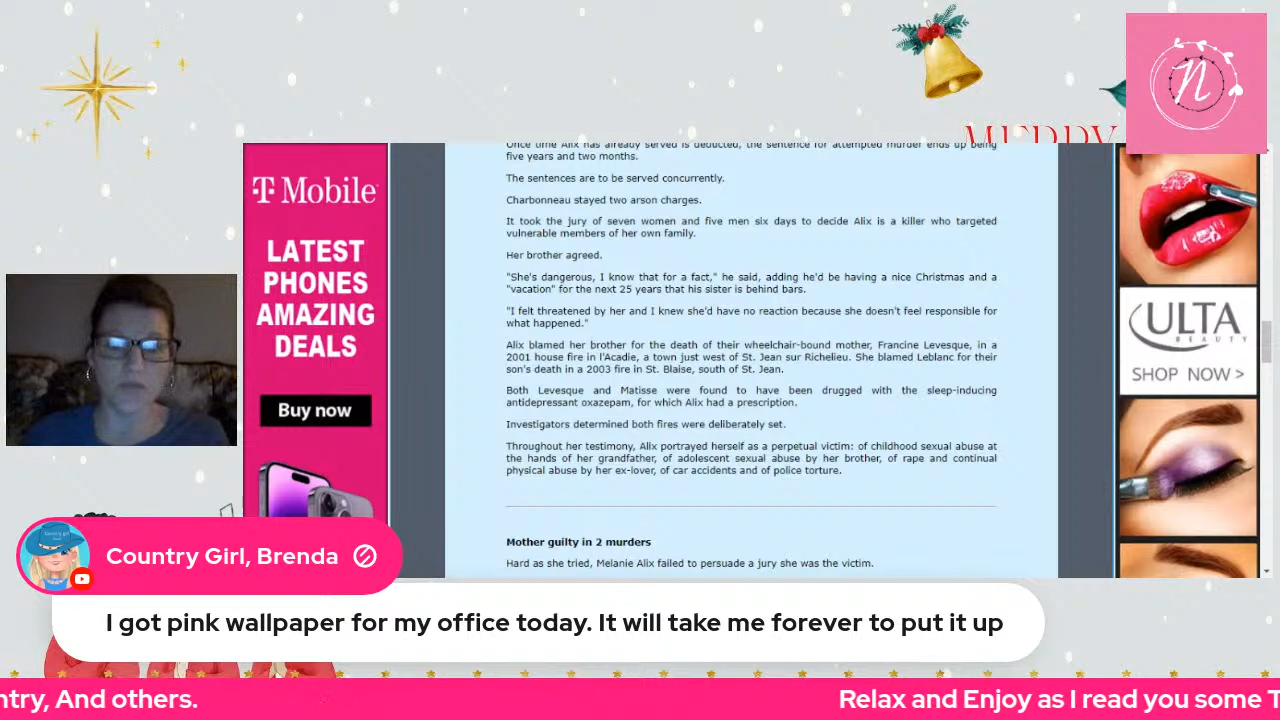 MERRY
n
T Mobile
LATEST
PHONES
AMAZING
DEALS
Buy now
Once time Alix has already served is deducted, the sentence for attempted murder ends up being
five years and two months.
The sentences are to be served concurrently.
Charbonneau stayed two arson charges.
It took the jury of seven women and five men six days to decide Alix is a killer who targeted
vulnerable members of her own family.
Her brother agreed.
"She's dangerous, I know that for a fact," he said, adding he'd be having a nice Christmas and a
"vacation" for the next 25 years that his sister is behind bars.
"I felt threatened by her and I knew she'd have no reaction because she doesn't feel responsible for
what happened."
Alix blamed her brother for the death of their wheelchair-bound mother, Francine Levesque, in a
2001 house fire in l'Acadie, a town just west of St. Jean sur Richelieu. She blamed Leblanc for their
son's death in a 2003 fire in St. Blaise, south of St. Jean.
Both Levesque and Matisse were found to have been drugged with the sleep-inducing
antidepressant oxazepam, for which Alix had a prescription.
Investigators determined both fires were deliberately set.
Throughout her testimony, Alix portrayed herself as a perpetual victim: of childhood sexual abuse at
the hands of her grandfather, of adolescent sexual abuse by her brother, of rape and continual
physical abuse by her ex-lover, of car accidents and of police torture.
Mother guilty in 2 murders
Hard as she tried, Melanie Alix failed to persuade a jury she was the victim.
ULTA
BEAUTY
SHOP NOW >
Country Girl, Brenda
I got pink wallpaper for my office today. It will take me forever to put it up
ntry, And others.
Relax and Enjoy as I read you some T